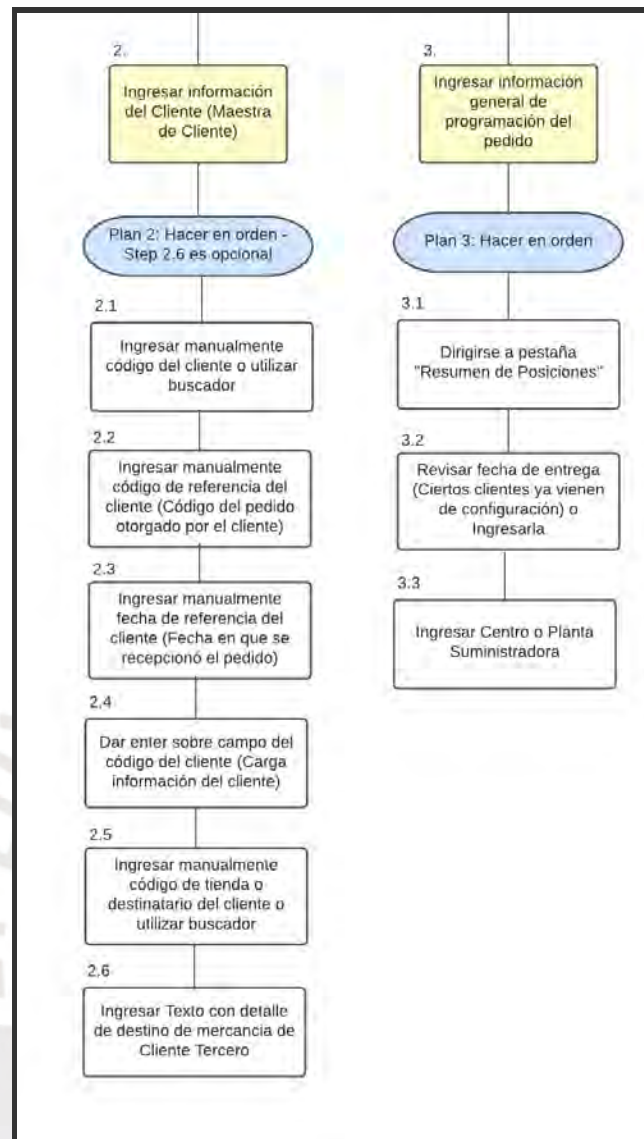 2.
Ingresar información
del Cliente (Maestra
de Cliente)
Plan 2: Hacer en orden -
Step 2.6 es opcional
2.1
Ingresar manualmente
código del cliente o utilizar
buscador
2.2
Ingresar manualmente
código de referencia del
cliente (Código del pedido
otorgado por el cliente)
2.3
Ingresar manualmente
fecha de referencia del
cliente (Fecha en que se
recepcionó el pedido)
2.4
Dar enter sobre campo del
código del cliente (Carga
información del cliente)
2.5
Ingresar manualmente
código de tienda o
destinatario del cliente o
utilizar buscador
2.6
Ingresar Texto con detalle
de destino de mercancia de
Cliente Tercero
3.
Ingresar información
general de
programación del
pedido
Plan 3: Hacer en orden
3.1
Dirigirse a pestaña
"Resumen de Posiciones"
3.2
Revisar fecha de entrega
(Ciertos clientes ya vienen
de configuración) o
Ingresarla
3.3
Ingresar Centro o Planta
Suministradora